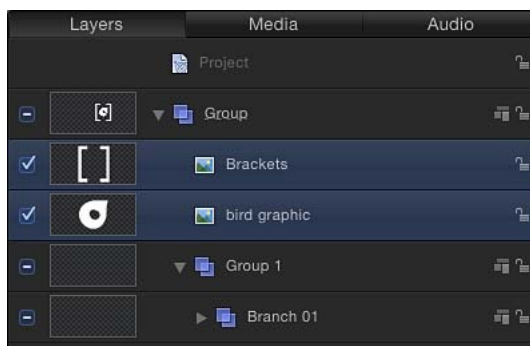 Layers Media Audio
Project
Group
Brackets
bird graphic
Group 1
Branch 01